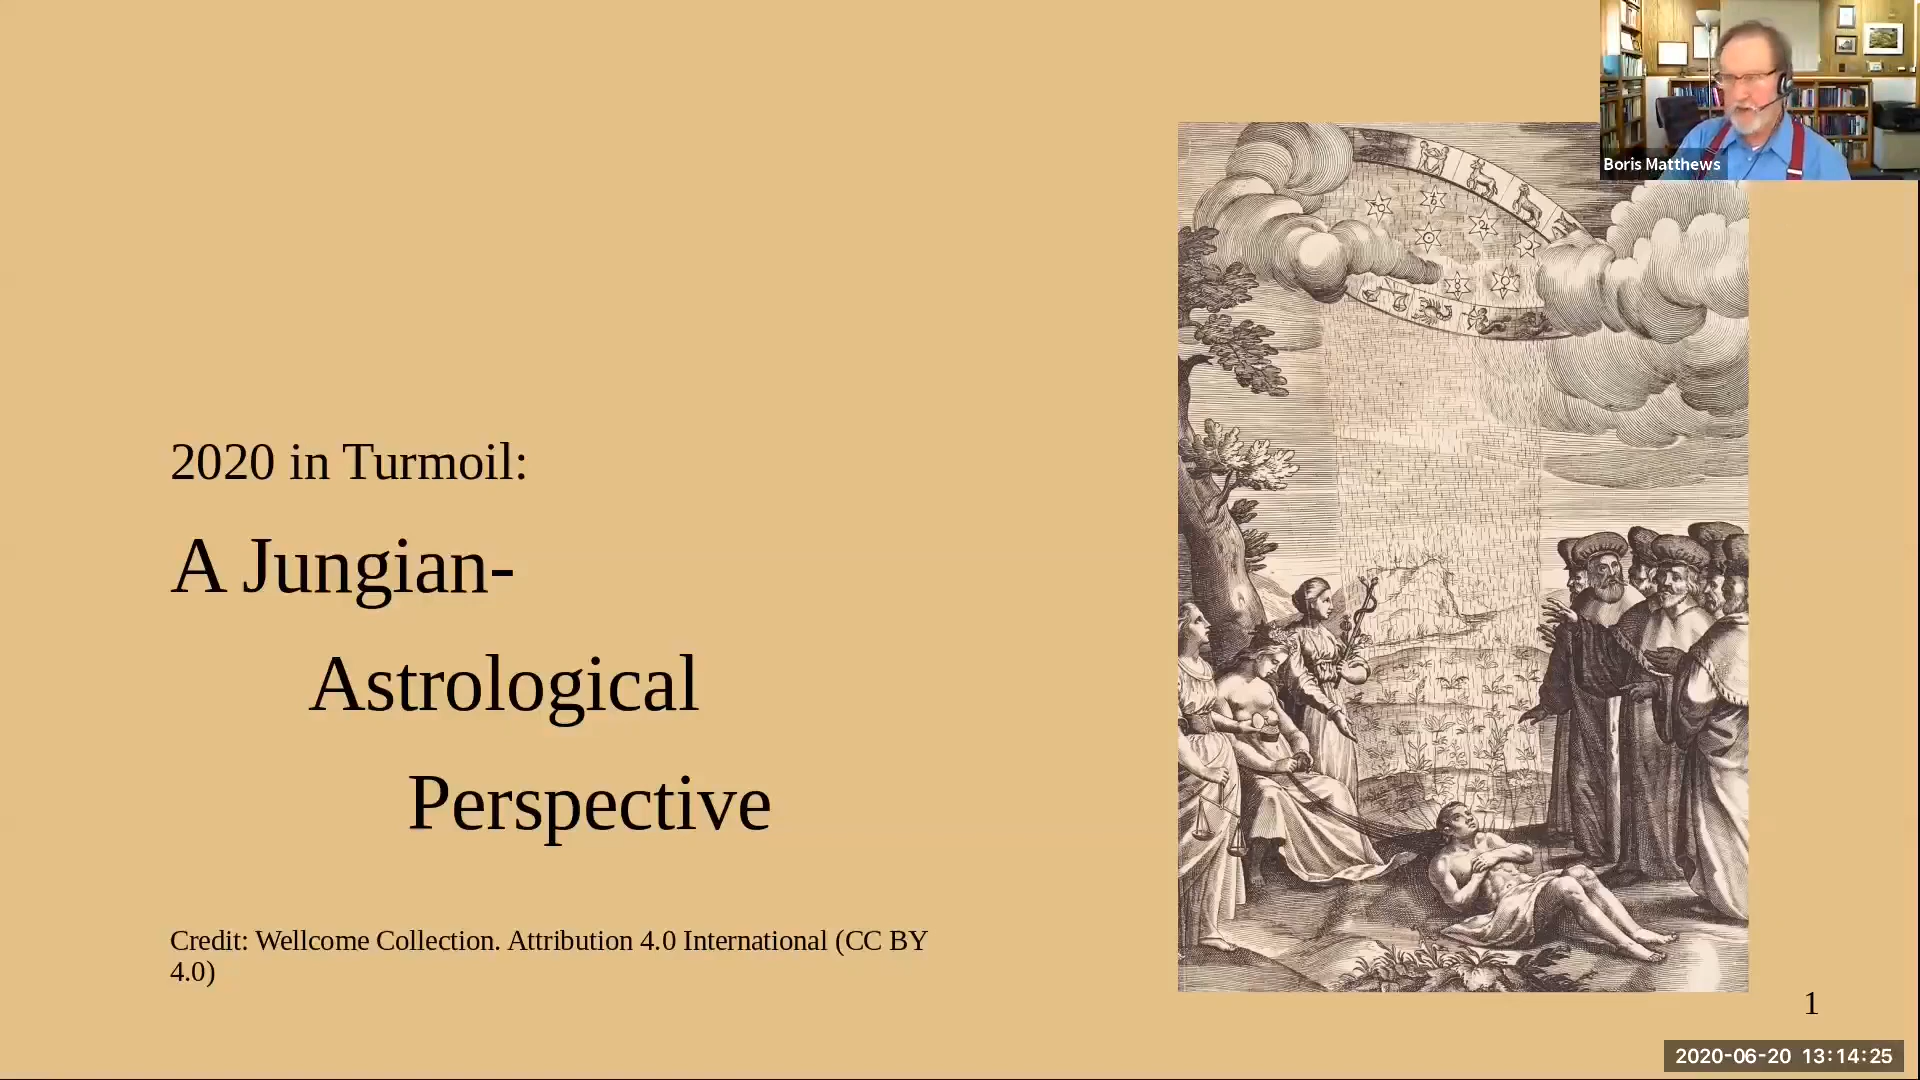 Boris Matthews
2020 in Turmoil:
A Jungian-
Astrological
Perspective
Credit: Wellcome Collection. Attribution 4.0 International (CC BY
4.0)
1
2020-06-20 13:14:25